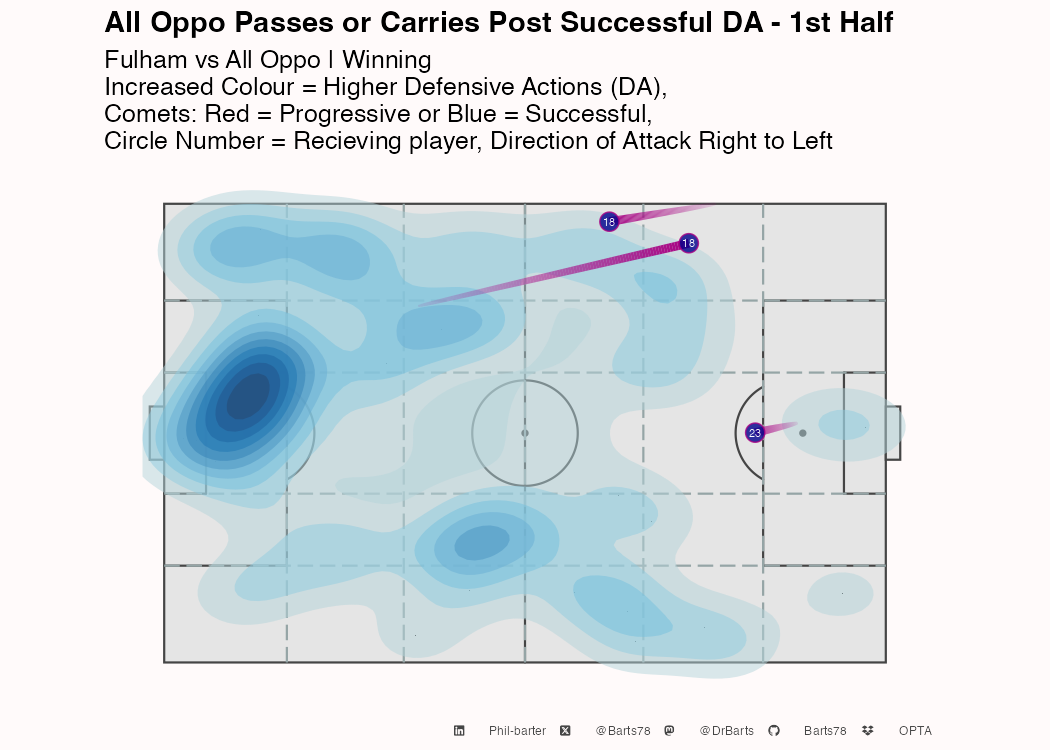 All Oppo Passes or Carries Post Successful DA - 1st Half
Fulham vs All Oppo | Winning
Increased Colour = Higher Defensive Actions (DA),
Comets: Red = Progressive or Blue = Successful,
Circle Number = Recieving player, Direction of Attack Right to Left
18
18
23
Phil-barter @Barts78 @DrBarts Barts78 OPTA